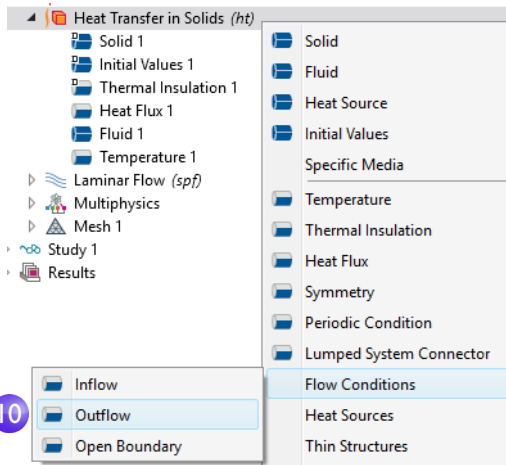 Heat Transfer in Solids (ht)
Solid 1
Initial Values 1
Thermal Insulation 1
Heat Flux 1
Fluid 1
Temperature 1
Laminar Flow (spf)
Multiphysics
Mesh 1
Study 1
Results
Solid
Fluid
Heat Source
Initial Values
Specific Media
Temperature
Thermal Insulation
Heat Flux
Symmetry
Periodic Condition
Lumped System Connector
Flow Conditions
Heat Sources
Thin Structures
Inflow
10 Outflow
Open Boundary